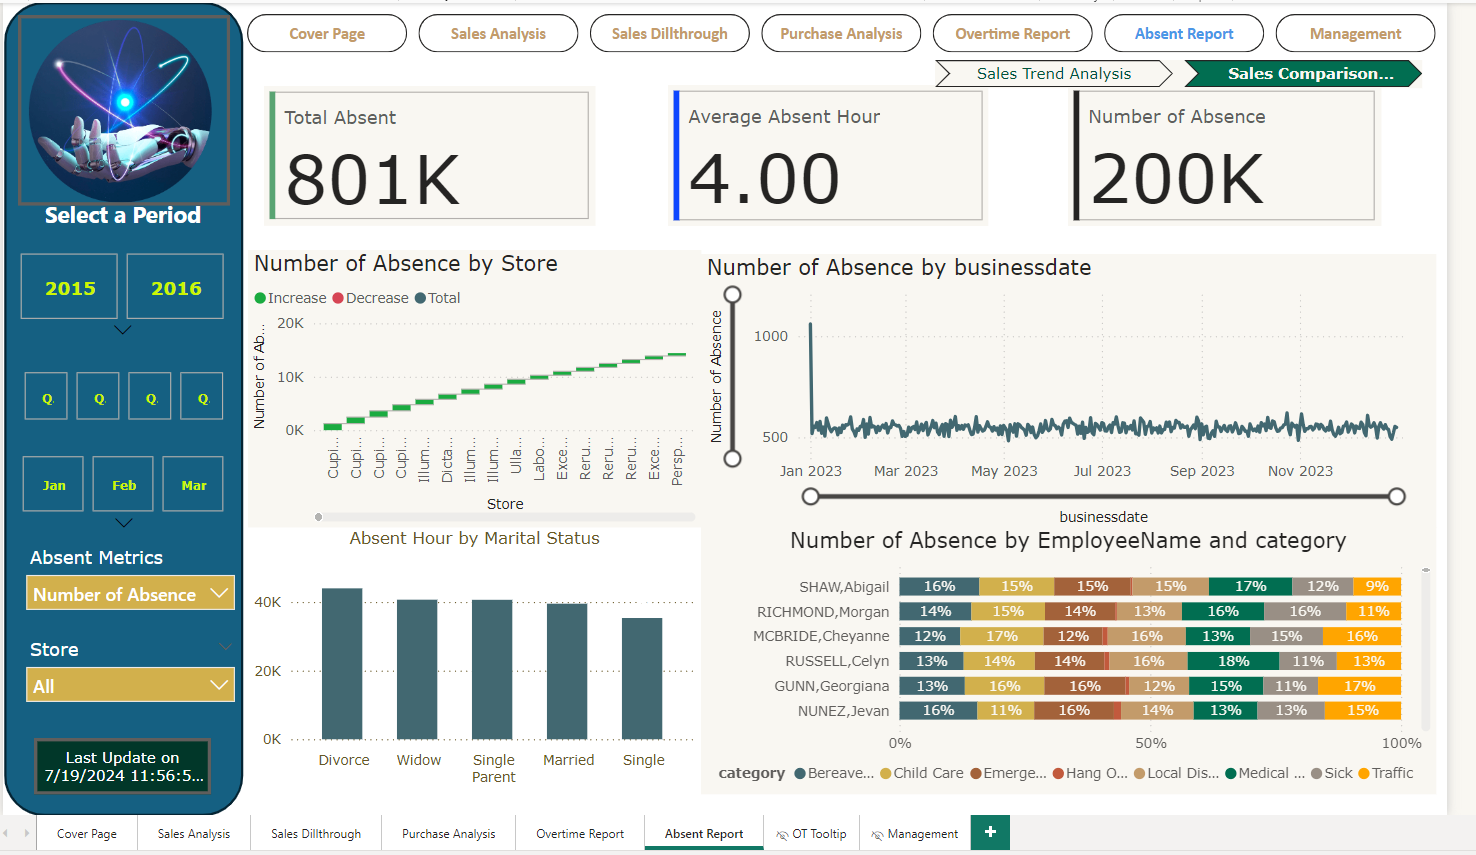 Cover Page
Sales Analysis
Sales Dillthrough
Purchase Analysis
Overtime Report
Absent Report
Management
Sales Trend Analysis
Sales Comparison...
Select a Period
2015
2016
Q
Q
Q
Q
Jan
Feb
Mar
Absent Metrics
Number of Absence
Store
All
Last Update on
7/19/2024 11:56:5...
Total Absent
801K
Average Absent Hour
4.00
Number of Absence
200K
Number of Absence by Store
Increase
Decrease
Total
Number of Ab...
20K
10K
0K
Cupi...
Cupi...
Cupi...
Cupi...
Illum...
Dicta...
Illum...
Illum...
Ulla...
Labo...
Exce...
Reru...
Reru...
Reru...
Exce...
Persp...
Store
Number of Absence by businessdate
Number of Absence
1000
500
Jan 2023
Mar 2023
May 2023
Jul 2023
Sep 2023
Nov 2023
businessdate
Absent Hour by Marital Status
40K
20K
0K
Divorce
Widow
Single
Parent
Married
Single
Number of Absence by EmployeeName and category
SHAW,Abigail 16% 15% 15% 15% 17% 12% 9%
RICHMOND,Morgan 14% 15% 14% 13% 16% 16% 11%
MCBRIDE,Cheyanne 12% 17% 12% 16% 13% 15% 16%
RUSSELL,Celyn 13% 14% 14% 16% 18% 11% 13%
GUNN,Georgiana 13% 16% 16% 12% 15% 11% 17%
NUNEZ,Jevan 16% 11% 16% 14% 13% 13% 15%
0%
50%
100%
category
Bereave...
Child Care
Emerge...
Hang O...
Local Dis...
Medical ...
Sick
Traffic
Cover Page
Sales Analysis
Sales Dillthrough
Purchase Analysis
Overtime Report
Absent Report
OT Tooltip
Management
+